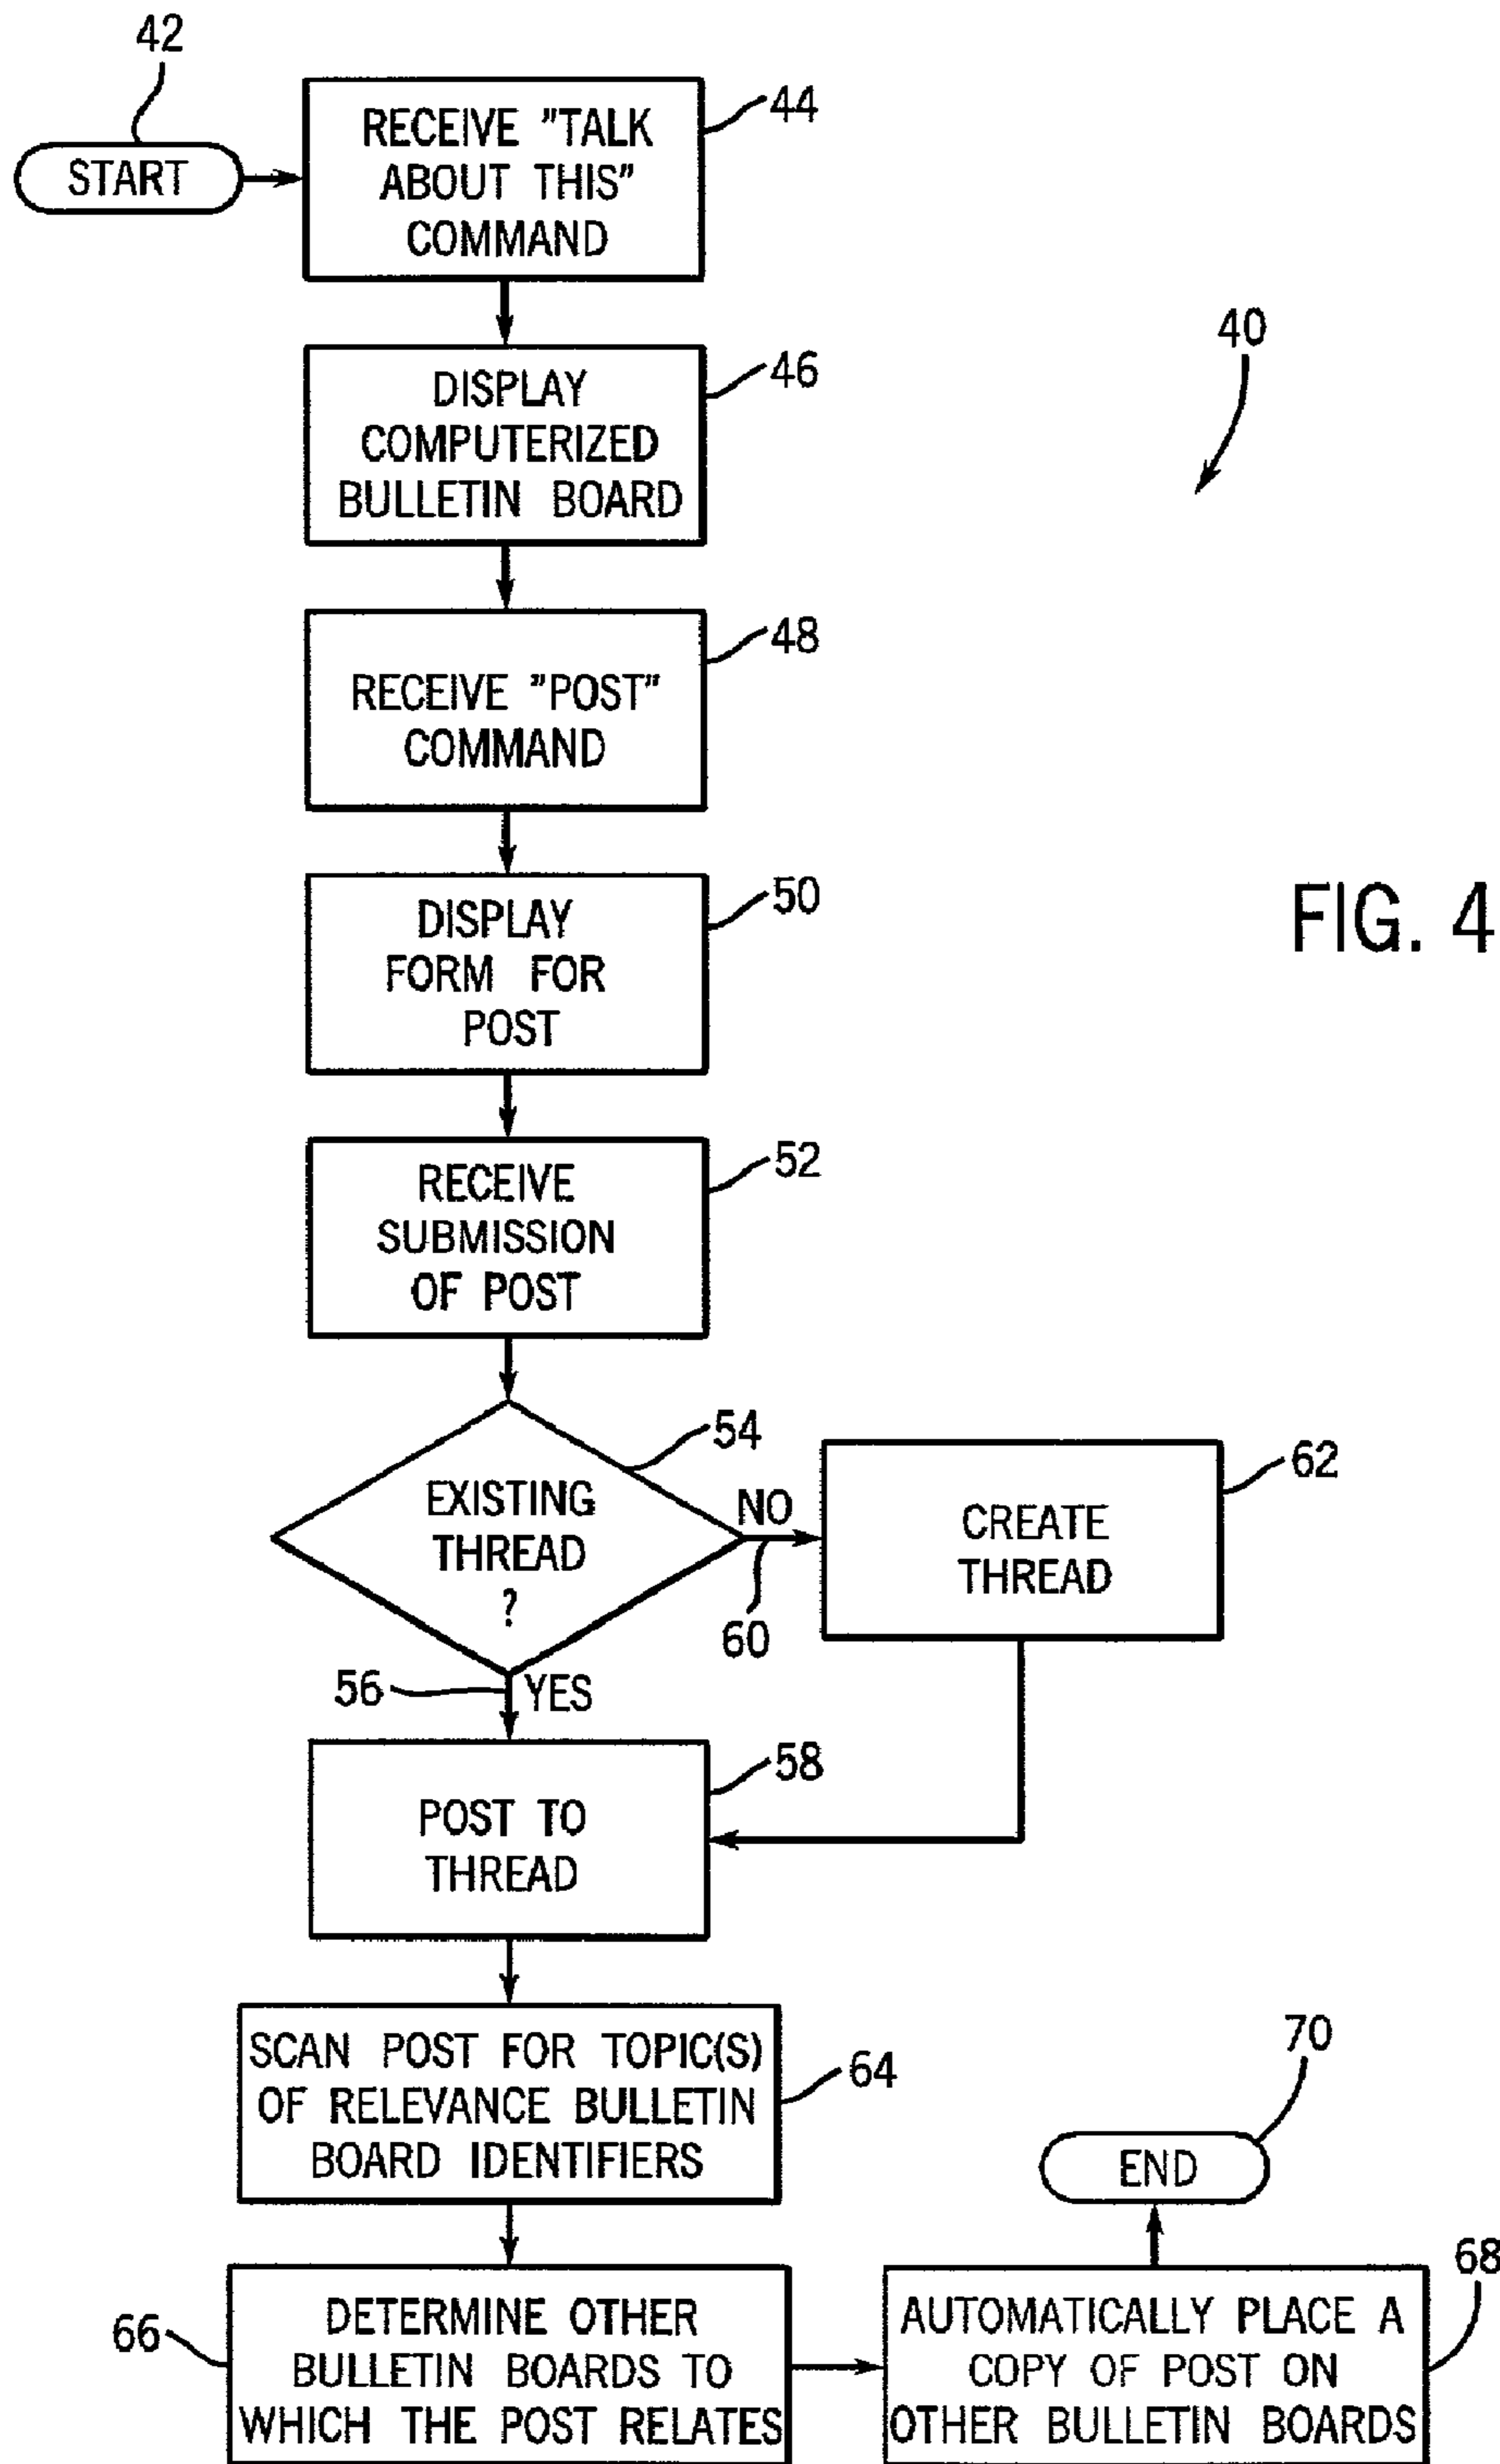 42
START
RECEIVE "TALK
ABOUT THIS"
COMMAND
44
DISPLAY
COMPUTERIZED
BULLETIN BOARD
46
40
RECEIVE "POST"
COMMAND
48
DISPLAY
FORM FOR
POST
50
FIG. 4
RECEIVE
SUBMISSION
OF POST
52
EXISTING
THREAD
?
54
NO
60
CREATE
THREAD
62
56
YES
POST TO
THREAD
58
SCAN POST FOR TOPIC(S)
OF RELEVANCE BULLETIN
BOARD IDENTIFIERS
64
66
DETERMINE OTHER
BULLETIN BOARDS TO
WHICH THE POST RELATES
AUTOMATICALLY PLACE A
COPY OF POST ON
OTHER BULLETIN BOARDS
68
END
70